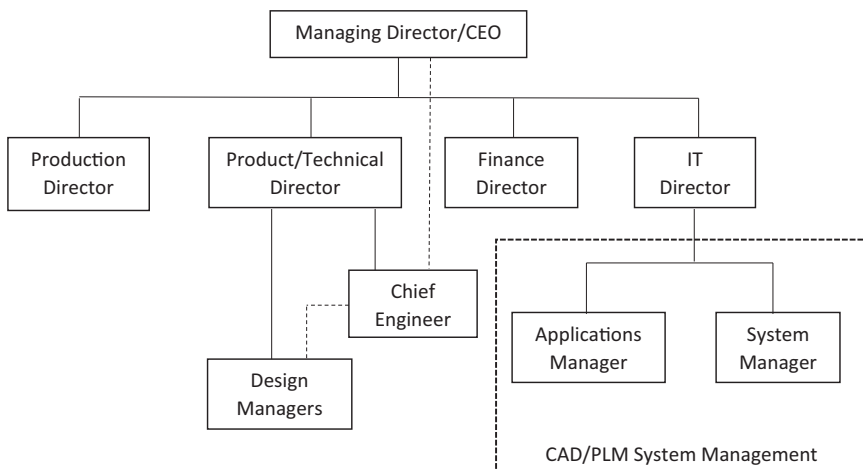 Managing Director/CEO
Production
Director
Product/Technical
Director
Finance
Director
IT
Director
Chief
Engineer
Applications
Manager
System
Manager
Design
Managers
CAD/PLM System Management